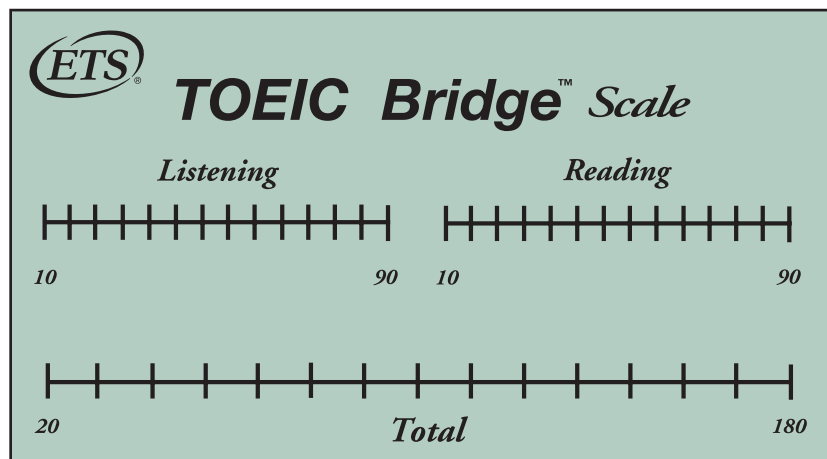 ETS®
TOEIC Bridge™ Scale
Listening
Reading
10
90
10
90
20
Total
180